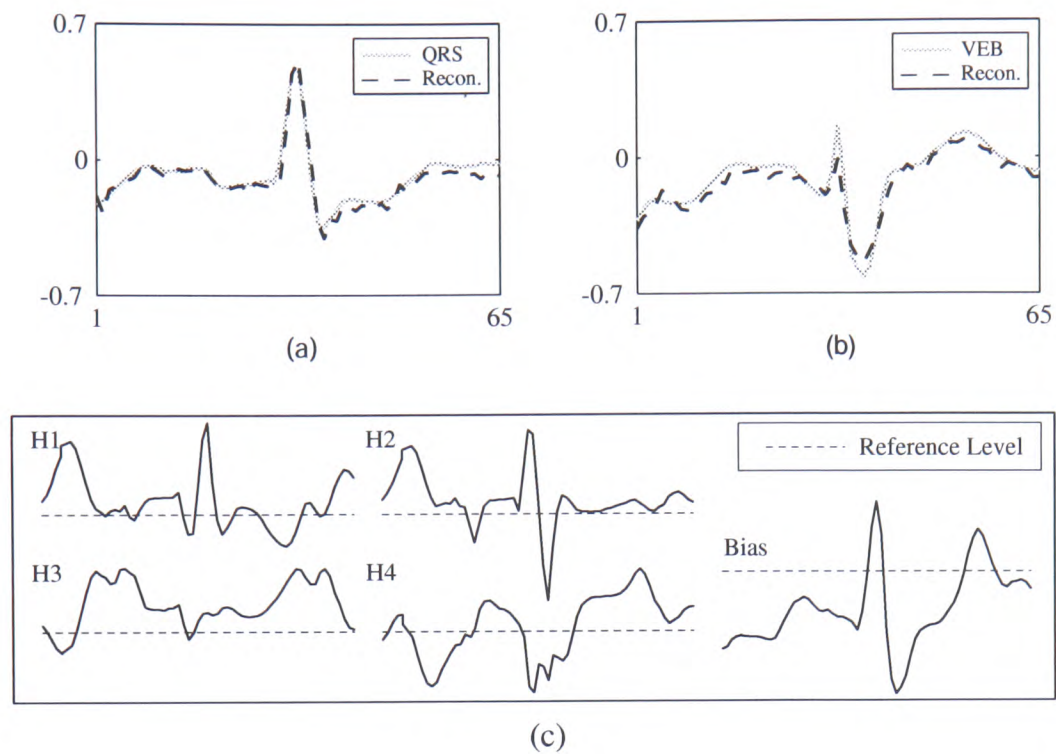 0.7
QRS
Recon.
0
-0.7
1
65
(a)
0.7
VEB
Recon.
0
-0.7
1
65
(b)
H1
H2
Reference Level
H3
H4
Bias
(c)